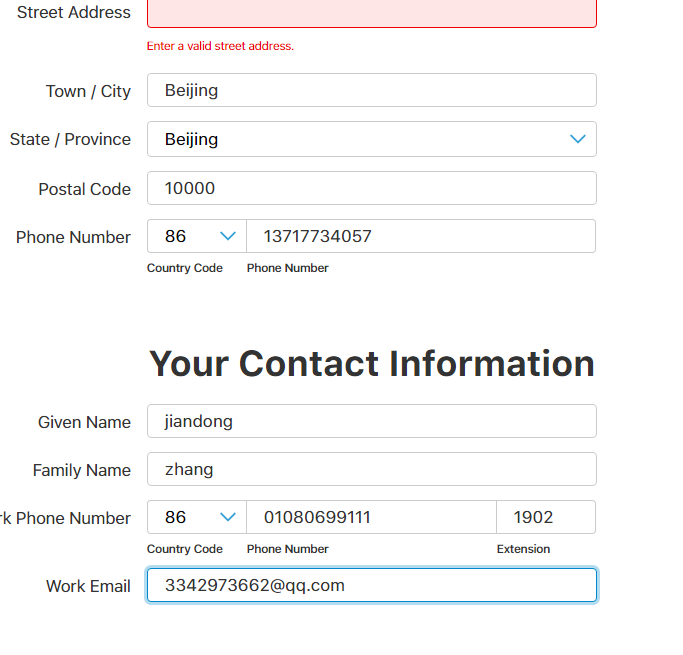 Street Address
Enter a valid street address.
Town / City Beijing
State / Province Beijing
Postal Code 10000
Phone Number 86 13717734057
Country Code Phone Number
Your Contact Information
Given Name jiandong
Family Name zhang
rk Phone Number 86 01080699111 1902
Country Code Phone Number Extension
Work Email 3342973662@qq.com